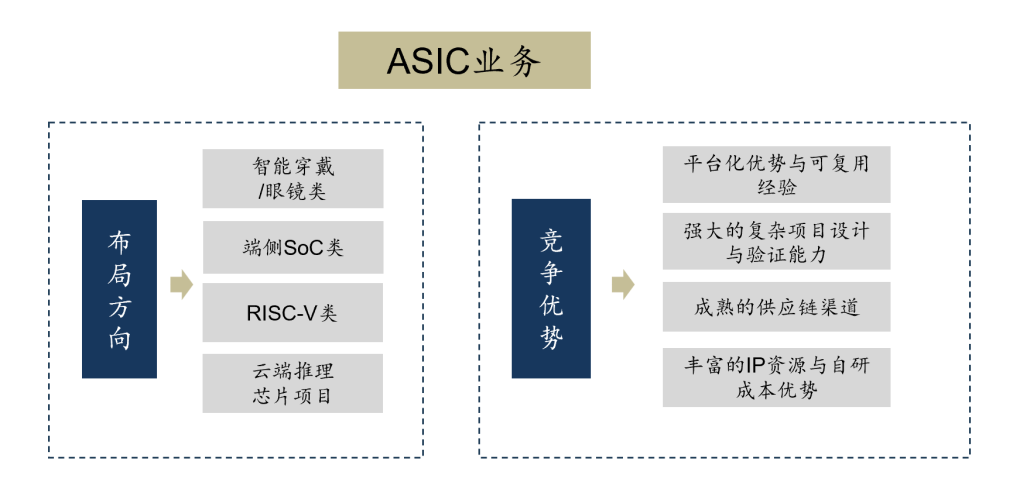 ASIC业务
布局方向
智能穿戴
/眼镜类
端侧SoC类
RISC-V类
云端推理
芯片项目
竞争优势
平台化优势与可复用
经验
强大的复杂项目设计
与验证能力
成熟的供应链渠道
丰富的IP资源与自研
成本优势